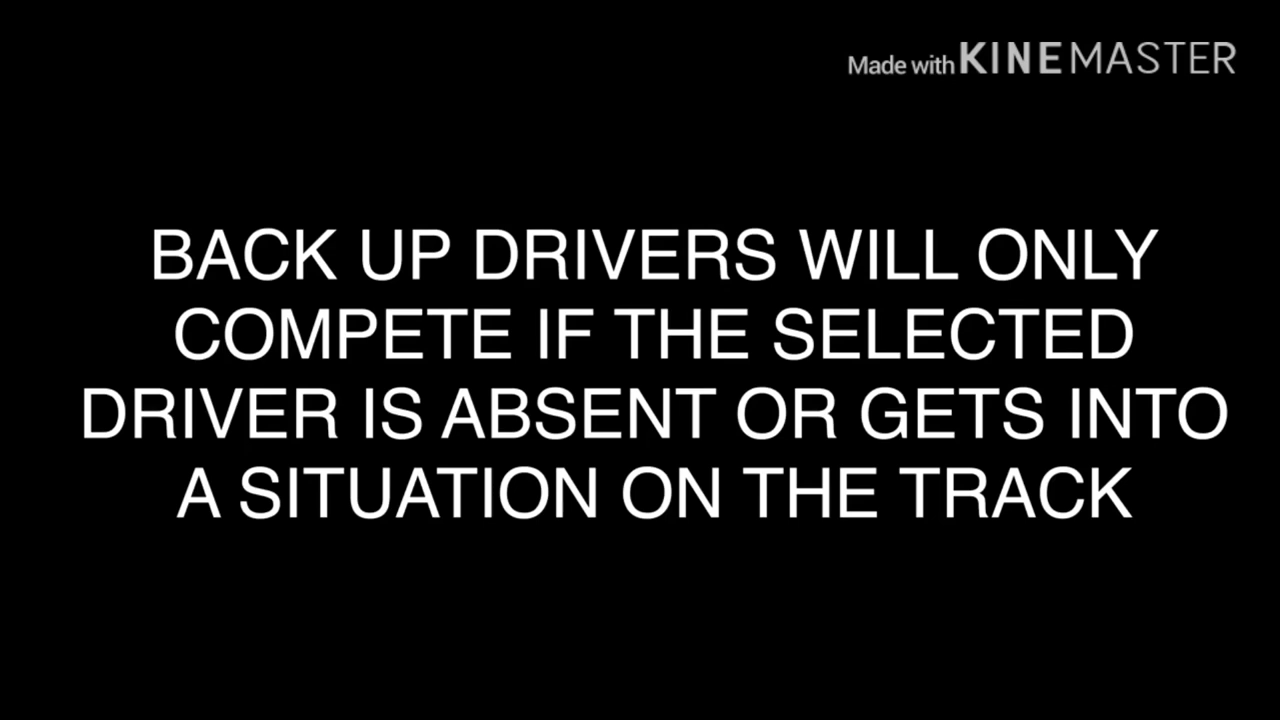 Made with KINEMASTER
BACK UP DRIVERS WILL ONLY
COMPETE IF THE SELECTED
DRIVER IS ABSENT OR GETS INTO
A SITUATION ON THE TRACK